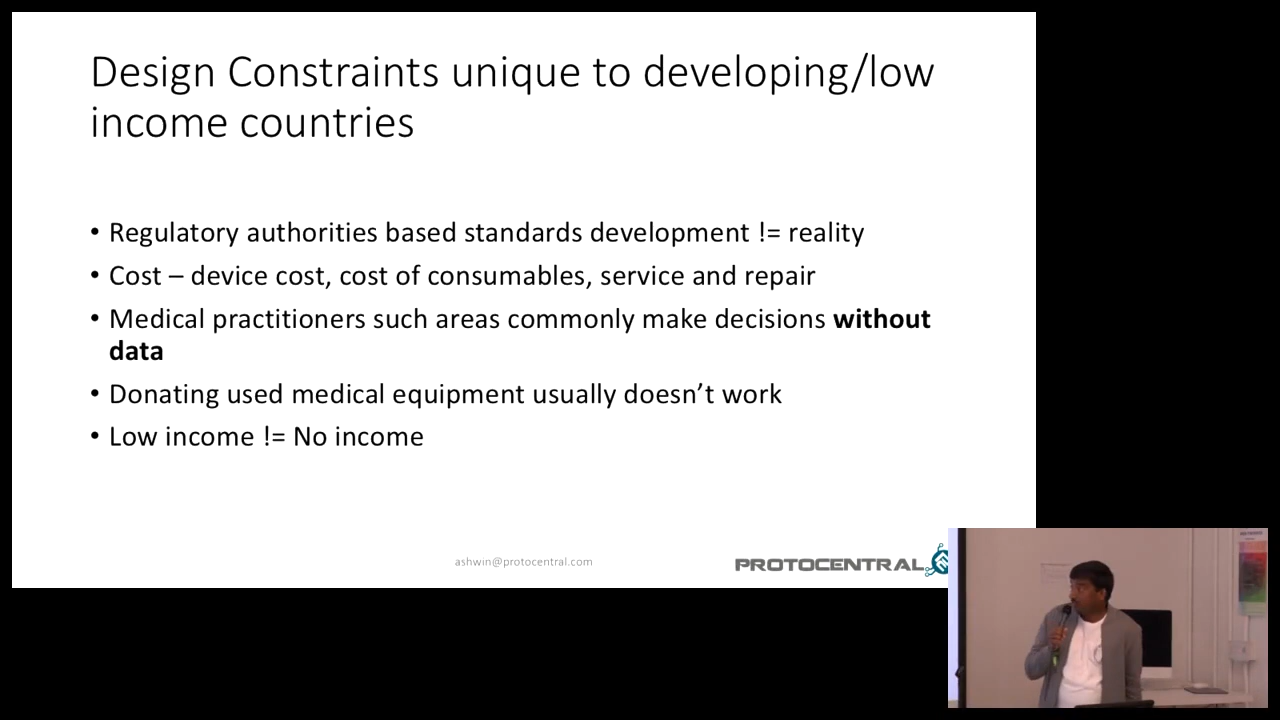 Design Constraints unique to developing/low
income countries
• Regulatory authorities based standards development != reality
• Cost – device cost, cost of consumables, service and repair
• Medical practitioners such areas commonly make decisions without
data
• Donating used medical equipment usually doesn’t work
• Low income != No income
ashwin@protocentral.com
PROTOCENTRAL